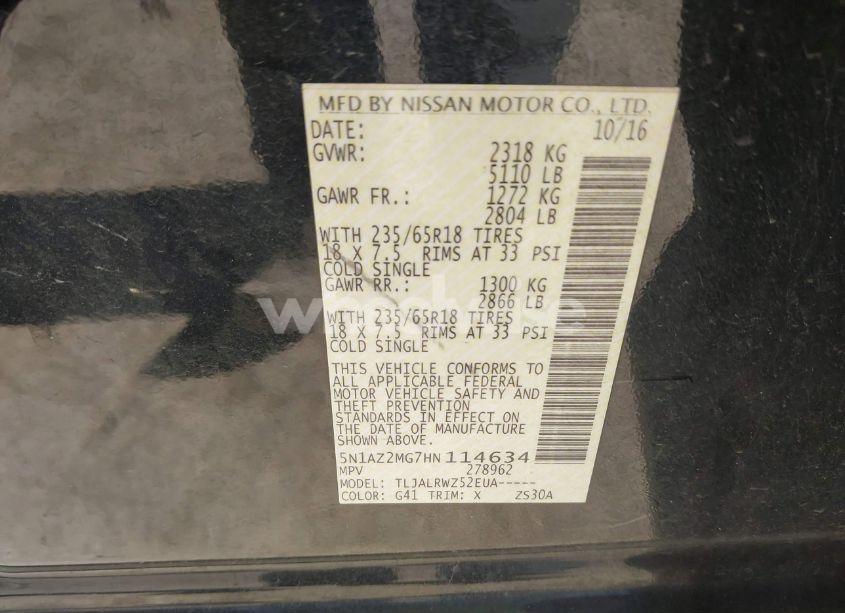 MFD BY NISSAN MOTOR CO., LTD.
DATE: 10/16
GVWR: 2318 KG
5110 LB
GAWR FR.: 1272 KG
2804 LB
WITH 235/65R18 TIRES
18 X 7.5 RIMS AT 33 PSI
COLD SINGLE
GAWR RR.: 1300 KG
2866 LB
WITH 235/65R18 TIRES
18 X 7.5 RIMS AT 33 PSI
COLD SINGLE
THIS VEHICLE CONFORMS TO
ALL APPLICABLE FEDERAL
MOTOR VEHICLE SAFETY AND
THEFT PREVENTION
STANDARDS IN EFFECT ON
THE DATE OF MANUFACTURE
SHOWN ABOVE.
5N1AZ2MG7HN114634
MPV 278962
MODEL: TLJALRWZ52EUA-----
COLOR: G41 TRIM: X ZS30A